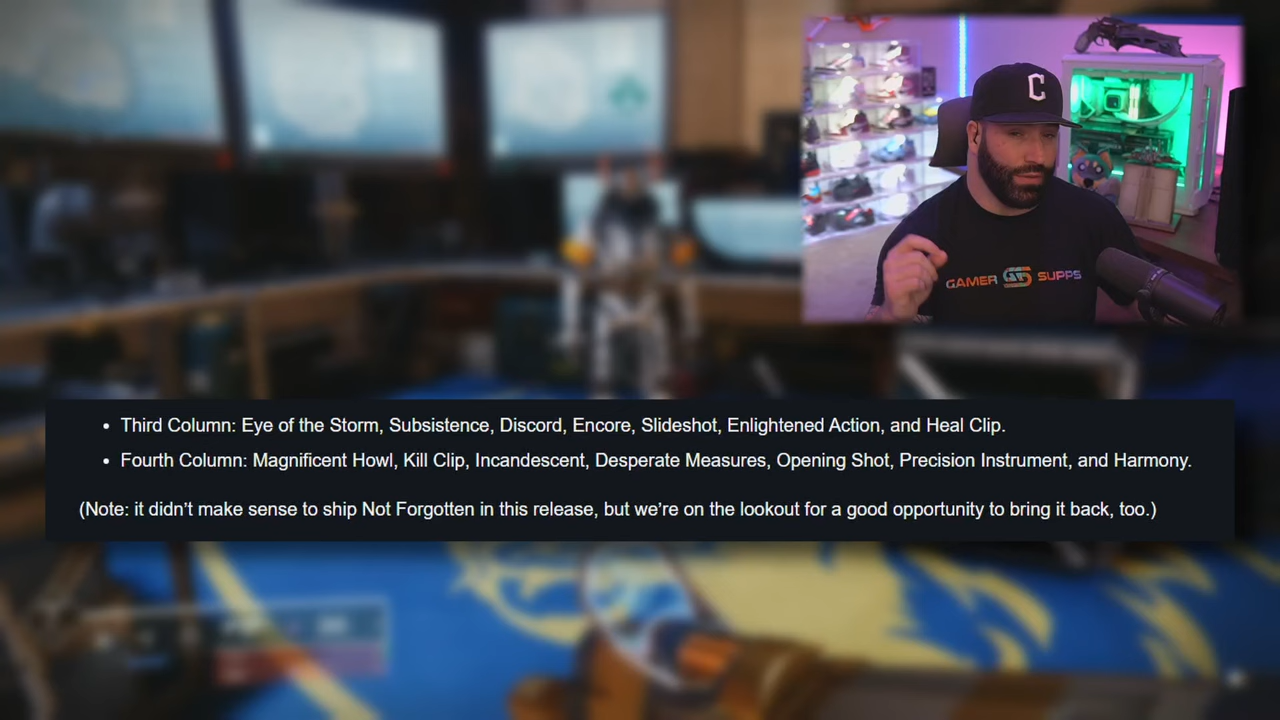 C
GAMER GS SUPPS
• Third Column: Eye of the Storm, Subsistence, Discord, Encore, Slideshot, Enlightened Action, and Heal Clip.
• Fourth Column: Magnificent Howl, Kill Clip, Incandescent, Desperate Measures, Opening Shot, Precision Instrument, and Harmony.
(Note: it didn’t make sense to ship Not Forgotten in this release, but we’re on the lookout for a good opportunity to bring it back, too.)